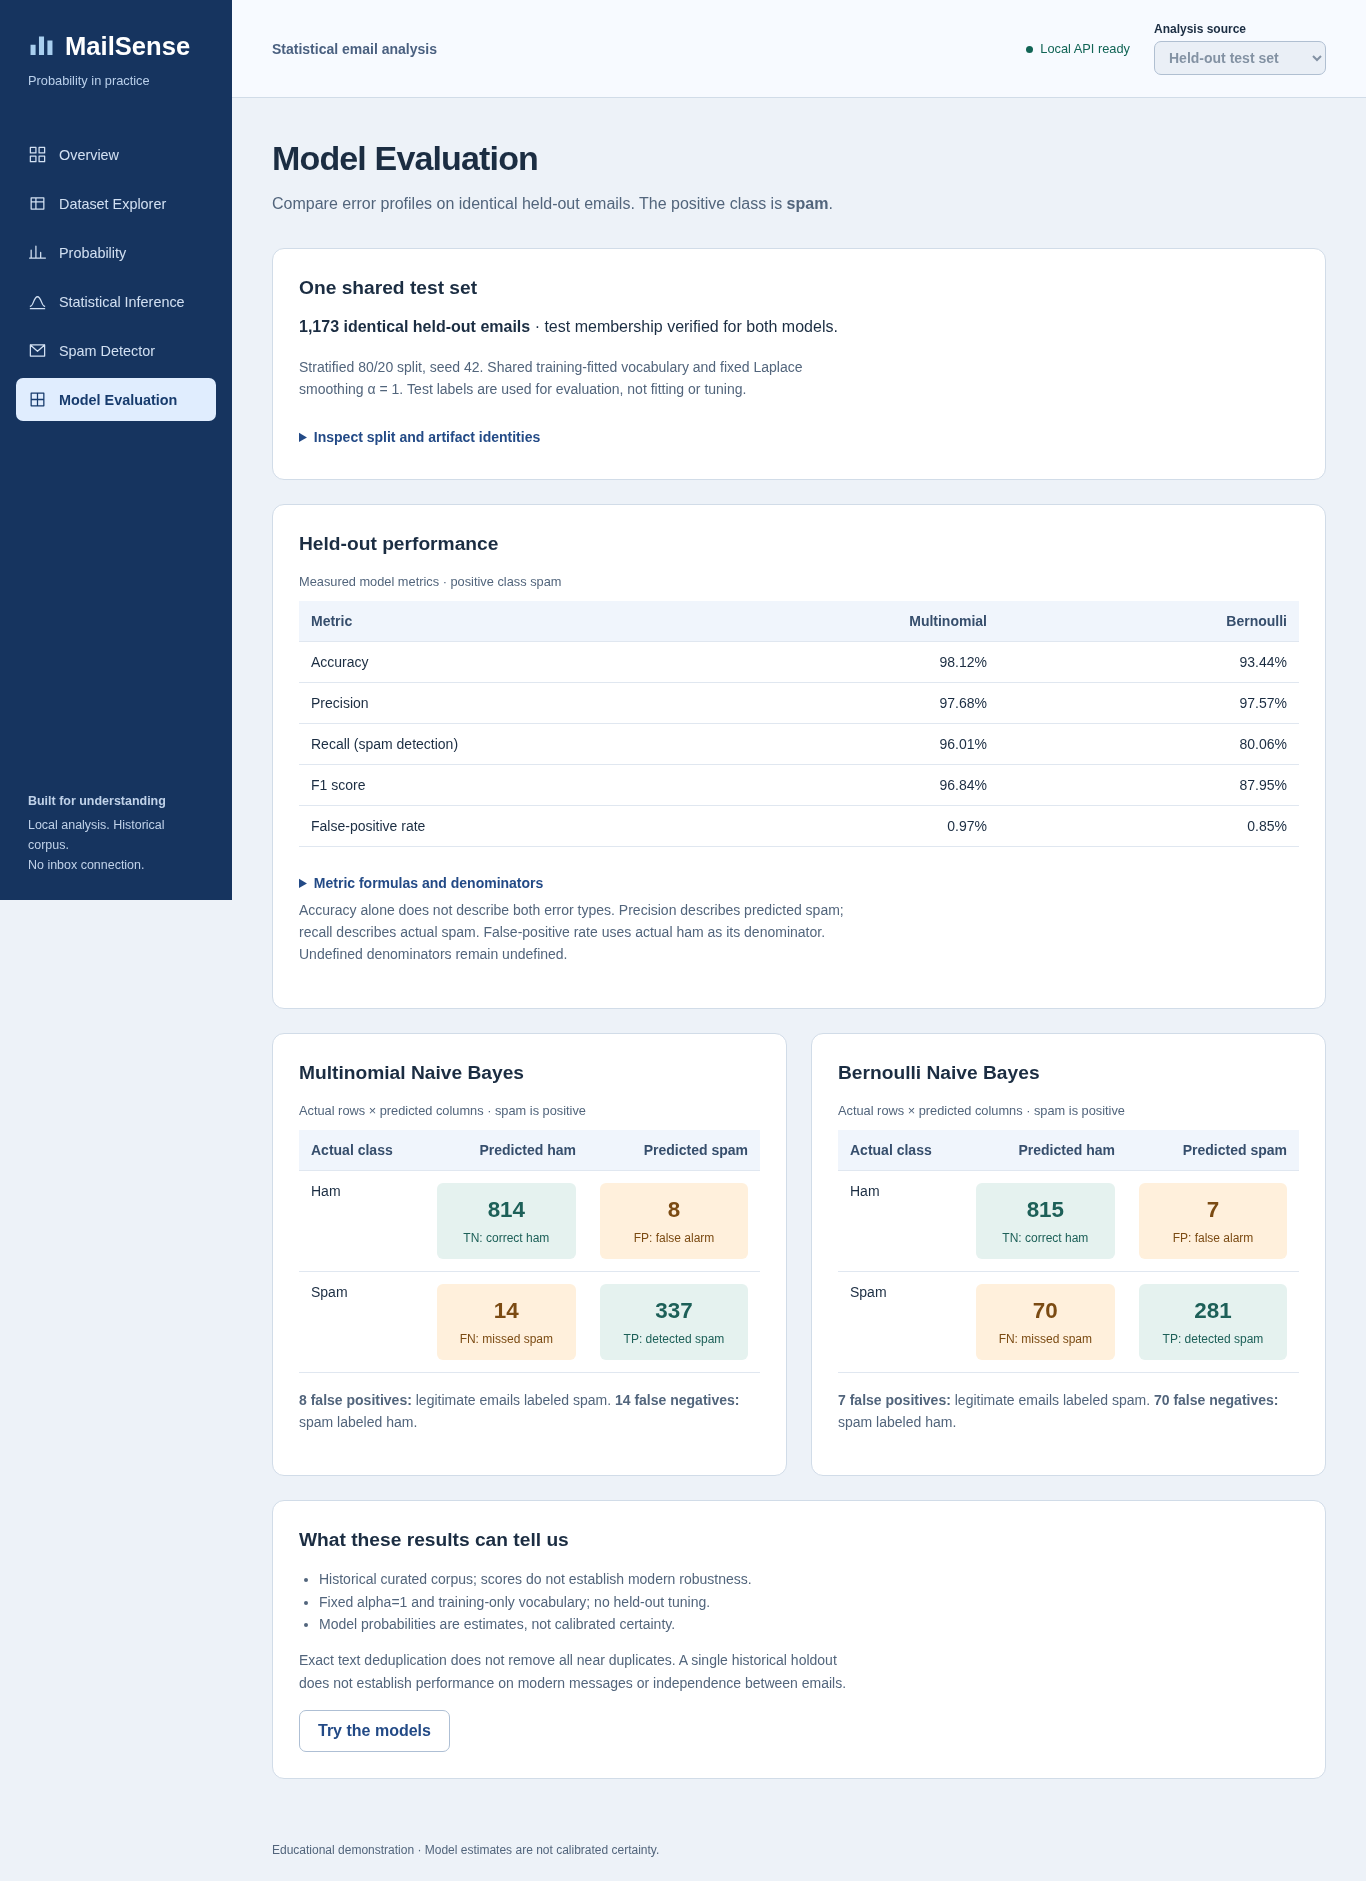 MailSense
Probability in practice
Overview
Dataset Explorer
Probability
Statistical Inference
Spam Detector
Model Evaluation
Built for understanding
Local analysis. Historical
corpus.
No inbox connection.
Statistical email analysis
Local API ready
Analysis source
Held-out test set
Model Evaluation
Compare error profiles on identical held-out emails. The positive class is spam.
One shared test set
1,173 identical held-out emails · test membership verified for both models.
Stratified 80/20 split, seed 42. Shared training-fitted vocabulary and fixed Laplace
smoothing α = 1. Test labels are used for evaluation, not fitting or tuning.
Inspect split and artifact identities
Held-out performance
Measured model metrics · positive class spam
Metric Multinomial Bernoulli
Accuracy 98.12% 93.44%
Precision 97.68% 97.57%
Recall (spam detection) 96.01% 80.06%
F1 score 96.84% 87.95%
False-positive rate 0.97% 0.85%
Metric formulas and denominators
Accuracy alone does not describe both error types. Precision describes predicted spam;
recall describes actual spam. False-positive rate uses actual ham as its denominator.
Undefined denominators remain undefined.
Multinomial Naive Bayes
Actual rows × predicted columns · spam is positive
Actual class Predicted ham Predicted spam
Ham 814 8
TN: correct ham FP: false alarm
Spam 14 337
FN: missed spam TP: detected spam
8 false positives: legitimate emails labeled spam. 14 false negatives:
spam labeled ham.
Bernoulli Naive Bayes
Actual rows × predicted columns · spam is positive
Actual class Predicted ham Predicted spam
Ham 815 7
TN: correct ham FP: false alarm
Spam 70 281
FN: missed spam TP: detected spam
7 false positives: legitimate emails labeled spam. 70 false negatives:
spam labeled ham.
What these results can tell us
• Historical curated corpus; scores do not establish modern robustness.
• Fixed alpha=1 and training-only vocabulary; no held-out tuning.
• Model probabilities are estimates, not calibrated certainty.
Exact text deduplication does not remove all near duplicates. A single historical holdout
does not establish performance on modern messages or independence between emails.
Try the models
Educational demonstration · Model estimates are not calibrated certainty.